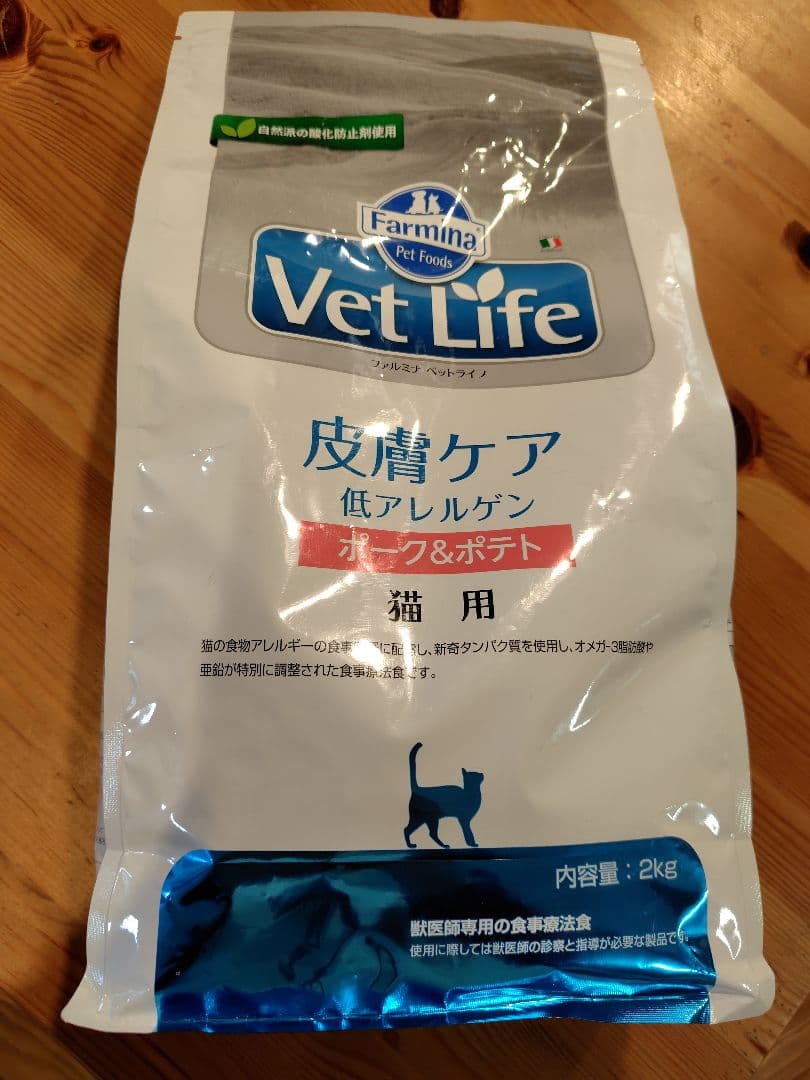 自然派の酸化防止剤使用
Farmina
Pet Foods
Vet Life
ファルミナ ベットライフ
皮膚ケア
低アレルゲン
ポーク&ポテト
猫用
猫の食物アレルギーの食事管理に配慮し、新奇タンパク質を使用し、オメガ-3脂肪酸や
亜鉛が特別に調整された食事療法食です。
内容量：2kg
獣医師専用の食事療法食
使用に際しては獣医師の診察と指導が必要な製品です。